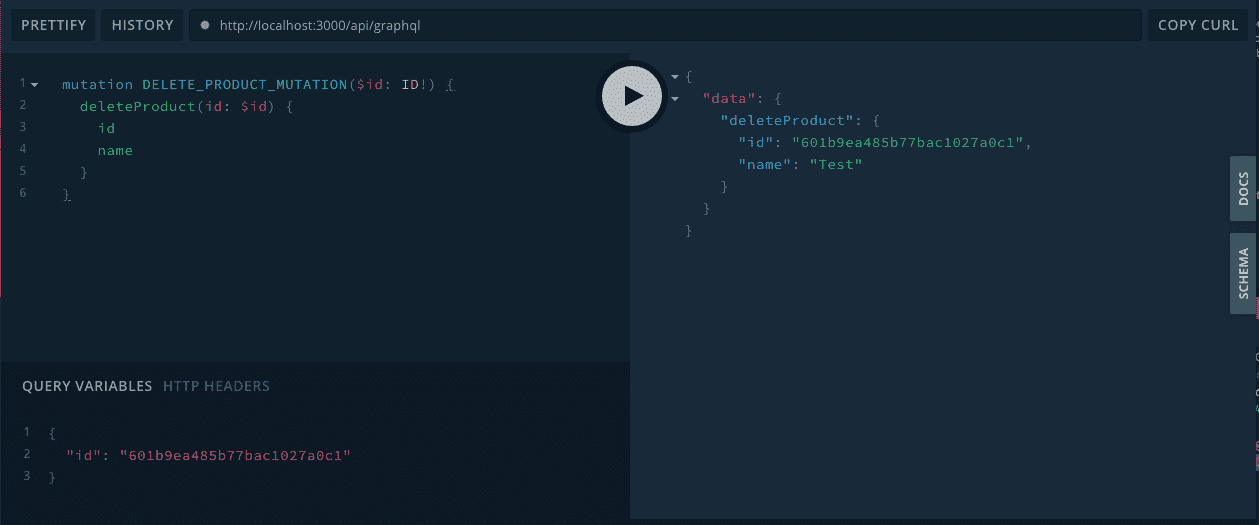 PRETTIFY HISTORY http://localhost:3000/api/graphql COPY CURL
1 mutation DELETE_PRODUCT_MUTATION($id: ID!) {
2 deleteProduct(id: $id) {
3 id
4 name
5 }
6 }
{
"data": {
"deleteProduct": {
"id": "601b9ea485b77bac1027a0c1",
"name": "Test"
}
}
}
DOCS
SCHEMA
QUERY VARIABLES HTTP HEADERS
1 {
2 "id": "601b9ea485b77bac1027a0c1"
3 }